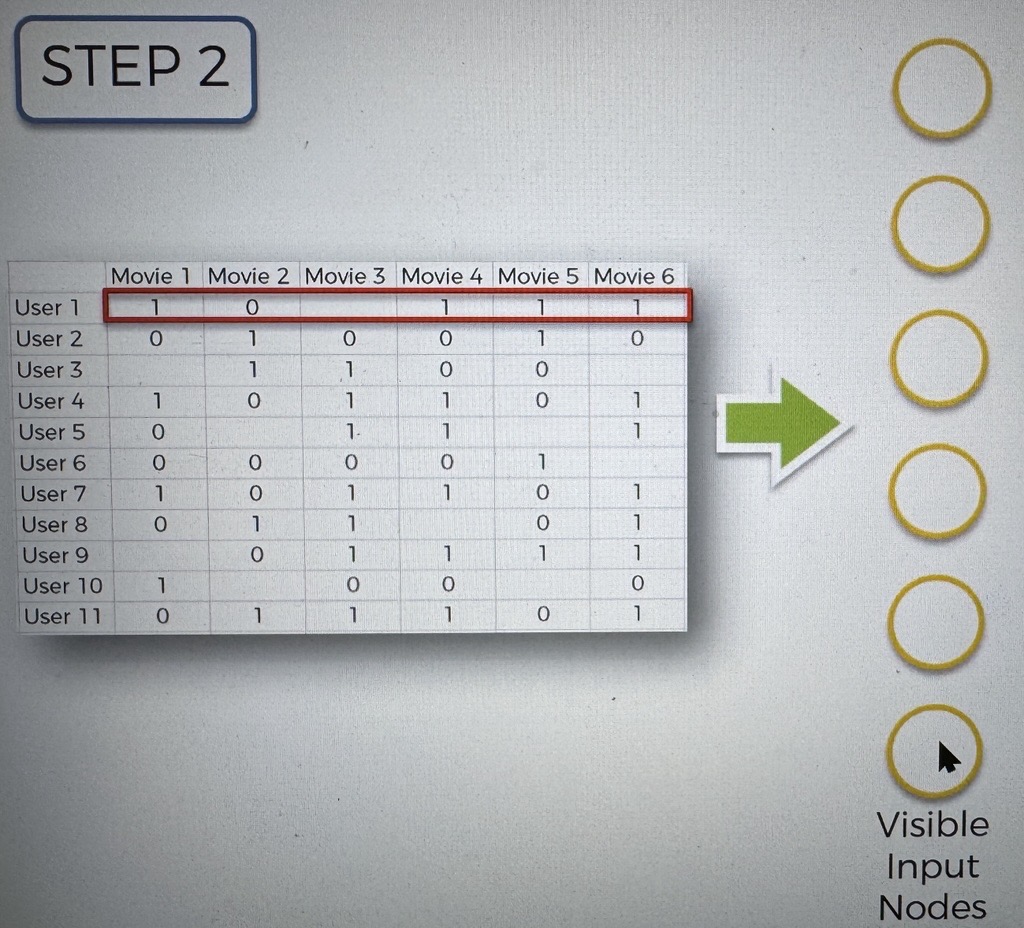 STEP 2
Movie 1 Movie 2 Movie 3 Movie 4 Movie 5 Movie 6
User 1 1 0 1 1 1
User 2 0 1 0 0 1 0
User 3 1 1 0 0
User 4 1 0 1 1 0 1
User 5 0 1 1 1
User 6 0 0 0 0 1
User 7 1 0 1 1 0 1
User 8 0 1 1 0 1
User 9 0 1 1 1 1
User 10 1 0 0 0
User 11 0 1 1 1 0 1
Visible
Input
Nodes